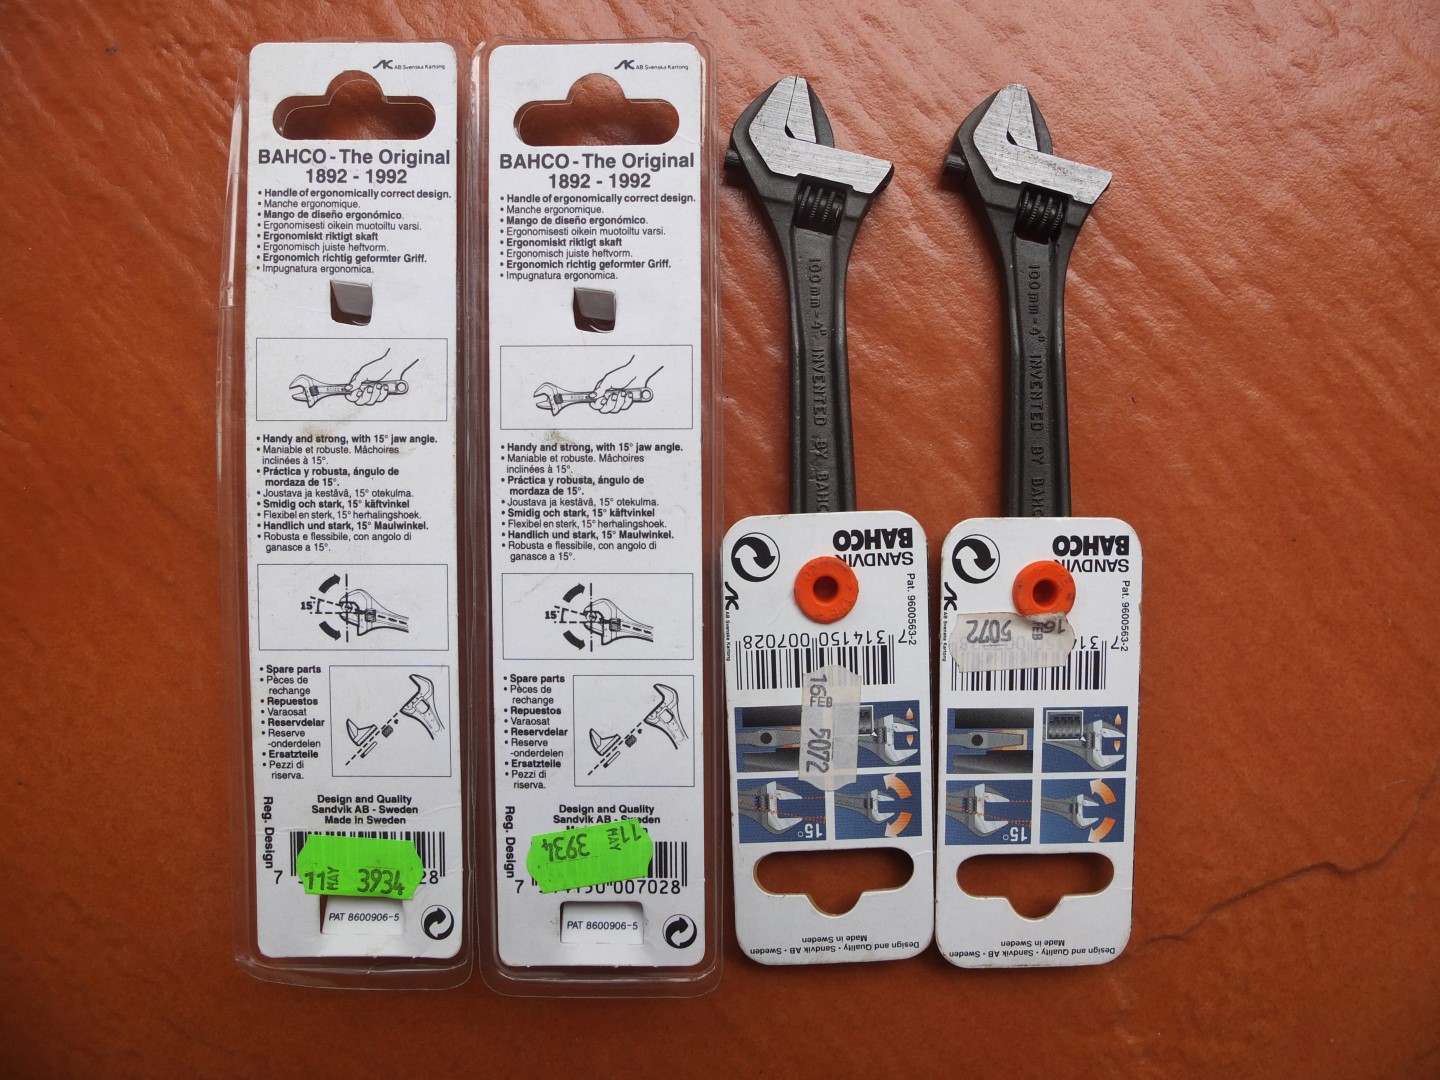 AB Svenska Kartong
BAHCO - The Original
1892 - 1992
• Handle of ergonomically correct design.
• Manche ergonomique.
• Mango de diseño ergonómico.
• Ergonomisesti oikein muotoiltu varsi.
• Ergonomiskt riktigt skaft
• Ergonomisch juiste heftvorm.
• Ergonomich richtig geformter Griff.
• Impugnatura ergonomica.
• Handy and strong, with 15° jaw angle.
• Maniable et robuste. Mâchoires
inclinées à 15°.
• Práctica y robusta, ángulo de
mordaza de 15°.
• Joustava ja kestävä, 15° otekulma.
• Smidig och stark, 15° käftvinkel
• Flexibel en sterk, 15° herhalingshoek.
• Handlich und stark, 15° Maulwinkel.
• Robusta e flessibile, con angolo di
ganasce a 15°.
15°
• Spare parts
• Pèces de
rechange
• Repuestos
• Varaosat
• Reservdelar
• Reserve
-onderdelen
• Ersatzteile
• Pezzi di
riserva.
Reg. Design
Design and Quality
Sandvik AB - Sweden
Made in Sweden
11 MAY 3934
7 28
PAT 8600906-5
AB Svenska Kartong
BAHCO - The Original
1892 - 1992
• Handle of ergonomically correct design.
• Manche ergonomique.
• Mango de diseño ergonómico.
• Ergonomisesti oikein muotoiltu varsi.
• Ergonomiskt riktigt skaft
• Ergonomisch juiste heftvorm.
• Ergonomich richtig geformter Griff.
• Impugnatura ergonomica.
• Handy and strong, with 15° jaw angle.
• Maniable et robuste. Mâchoires
inclinées à 15°.
• Práctica y robusta, ángulo de
mordaza de 15°.
• Joustava ja kestävä, 15° otekulma.
• Smidig och stark, 15° käftvinkel
• Flexibel en sterk, 15° herhalingshoek.
• Handlich und stark, 15° Maulwinkel.
• Robusta e flessibile, con angolo di
ganasce a 15°.
15°
• Spare parts
• Pèces de
rechange
• Repuestos
• Varaosat
• Reservdelar
• Reserve
-onderdelen
• Ersatzteile
• Pezzi di
riserva.
Reg. Design
Design and Quality
Sandvik AB - Sweden
11 MAY 3934
7 007028
PAT 8600906-5
100mm - 4" INVENTED BY BAHC
SANDVIK
BAHCO
Pat. 9600563-2
AB Svenska Kartong
7 314150 007028
16 FEB 5072
15°
Design and Quality • Sandvik AB • Sweden
Made in Sweden
100mm - 4" INVENTED BY BAHC
SANDVIK
BAHCO
Pat. 9600563-2
AB Svenska Kartong
7
16 FEB 5072
15°
Design and Quality • Sandvik AB • Sweden
Made in Sweden